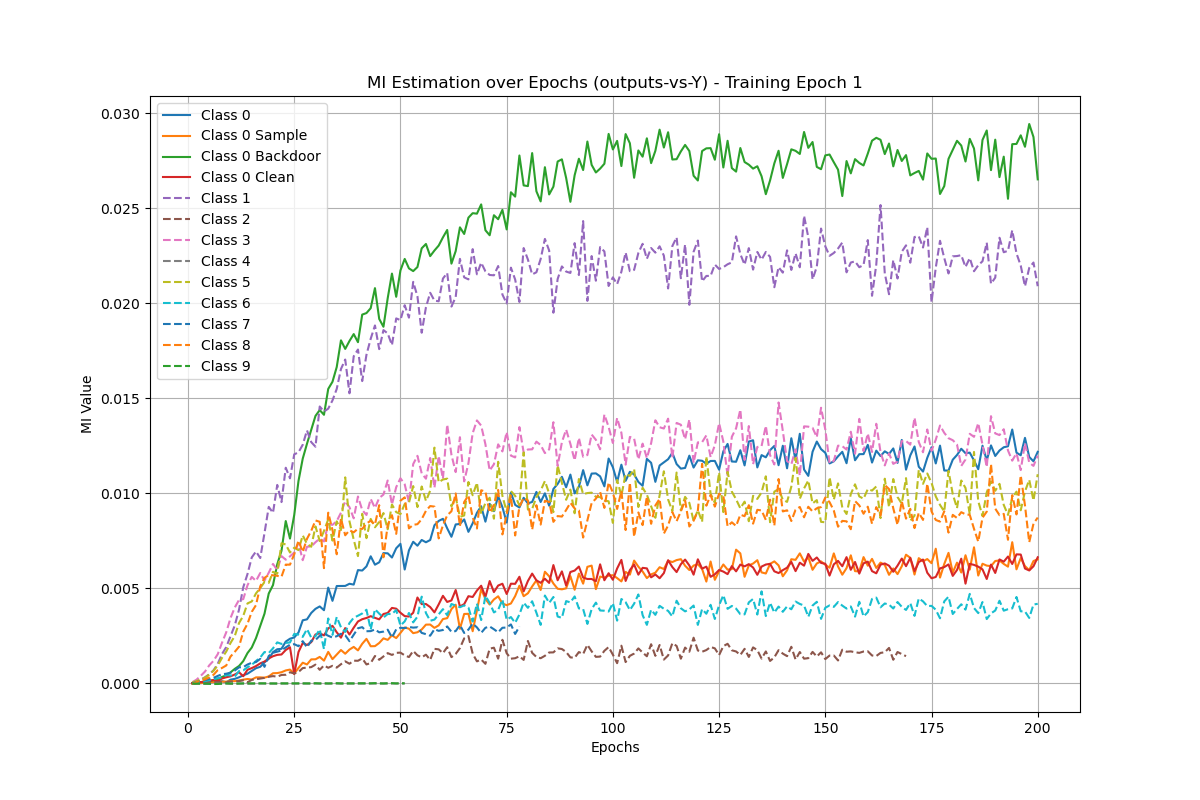 MI Estimation over Epochs (outputs-vs-Y) - Training Epoch 1
MI Value
0.030
0.025
0.020
0.015
0.010
0.005
0.000
Class 0
Class 0 Sample
Class 0 Backdoor
Class 0 Clean
Class 1
Class 2
Class 3
Class 4
Class 5
Class 6
Class 7
Class 8
Class 9
0
25
50
75
100
125
150
175
200
Epochs